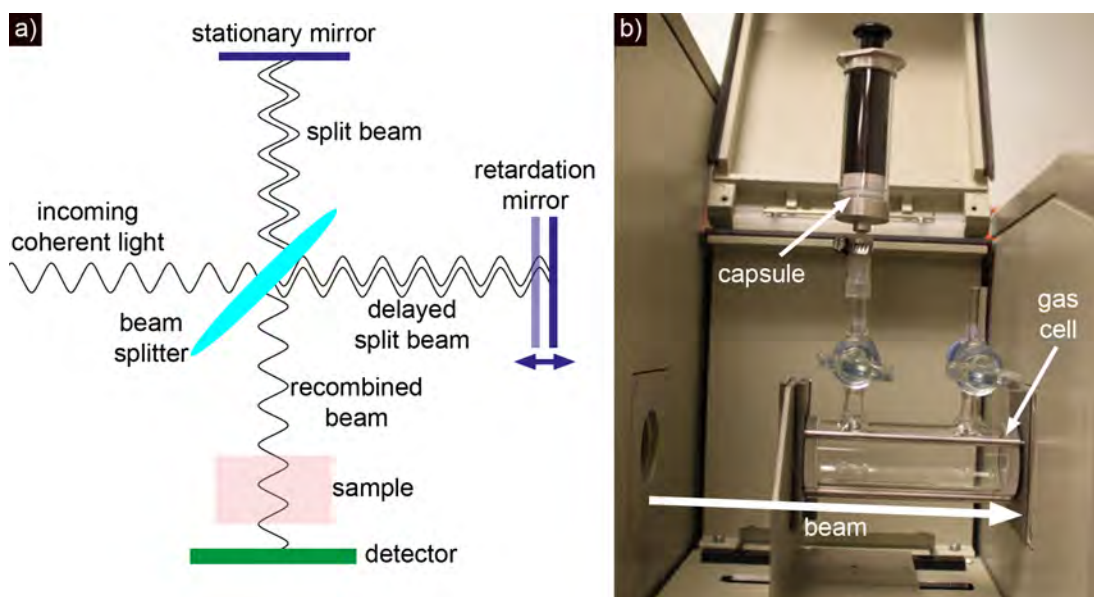 a)
stationary mirror
split beam
retardation
mirror
incoming
coherent light
beam
splitter
delayed
split beam
recombined
beam
sample
detector
b)
capsule
gas
cell
beam